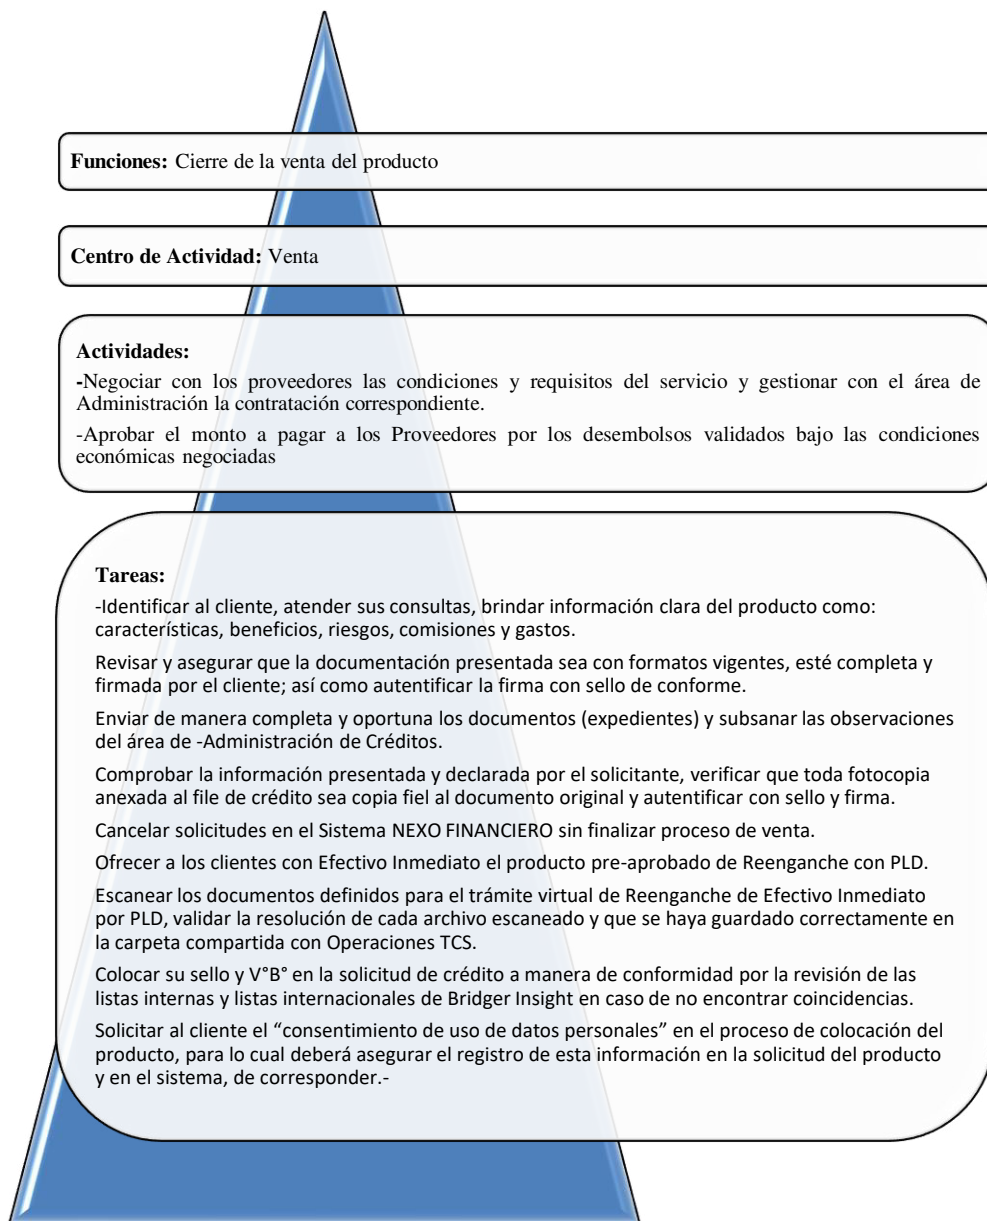 Funciones: Cierre de la venta del producto
Centro de Actividad: Venta
Actividades:
-Negociar con los proveedores las condiciones y requisitos del servicio y gestionar con el área de
Administración la contratación correspondiente.
-Aprobar el monto a pagar a los Proveedores por los desembolsos validados bajo las condiciones
económicas negociadas
Tareas:
-Identificar al cliente, atender sus consultas, brindar información clara del producto como:
características, beneficios, riesgos, comisiones y gastos.
Revisar y asegurar que la documentación presentada sea con formatos vigentes, esté completa y
firmada por el cliente; así como autentificar la firma con sello de conforme.
Enviar de manera completa y oportuna los documentos (expedientes) y subsanar las observaciones
del área de -Administración de Créditos.
Comprobar la información presentada y declarada por el solicitante, verificar que toda fotocopia
anexada al file de crédito sea copia fiel al documento original y autentificar con sello y firma.
Cancelar solicitudes en el Sistema NEXO FINANCIERO sin finalizar proceso de venta.
Ofrecer a los clientes con Efectivo Inmediato el producto pre-aprobado de Reenganche con PLD.
Escanear los documentos definidos para el trámite virtual de Reenganche de Efectivo Inmediato
por PLD, validar la resolución de cada archivo escaneado y que se haya guardado correctamente en
la carpeta compartida con Operaciones TCS.
Colocar su sello y V°B° en la solicitud de crédito a manera de conformidad por la revisión de las
listas internas y listas internacionales de Bridger Insight en caso de no encontrar coincidencias.
Solicitar al cliente el “consentimiento de uso de datos personales” en el proceso de colocación del
producto, para lo cual deberá asegurar el registro de esta información en la solicitud del producto
y en el sistema, de corresponder.-